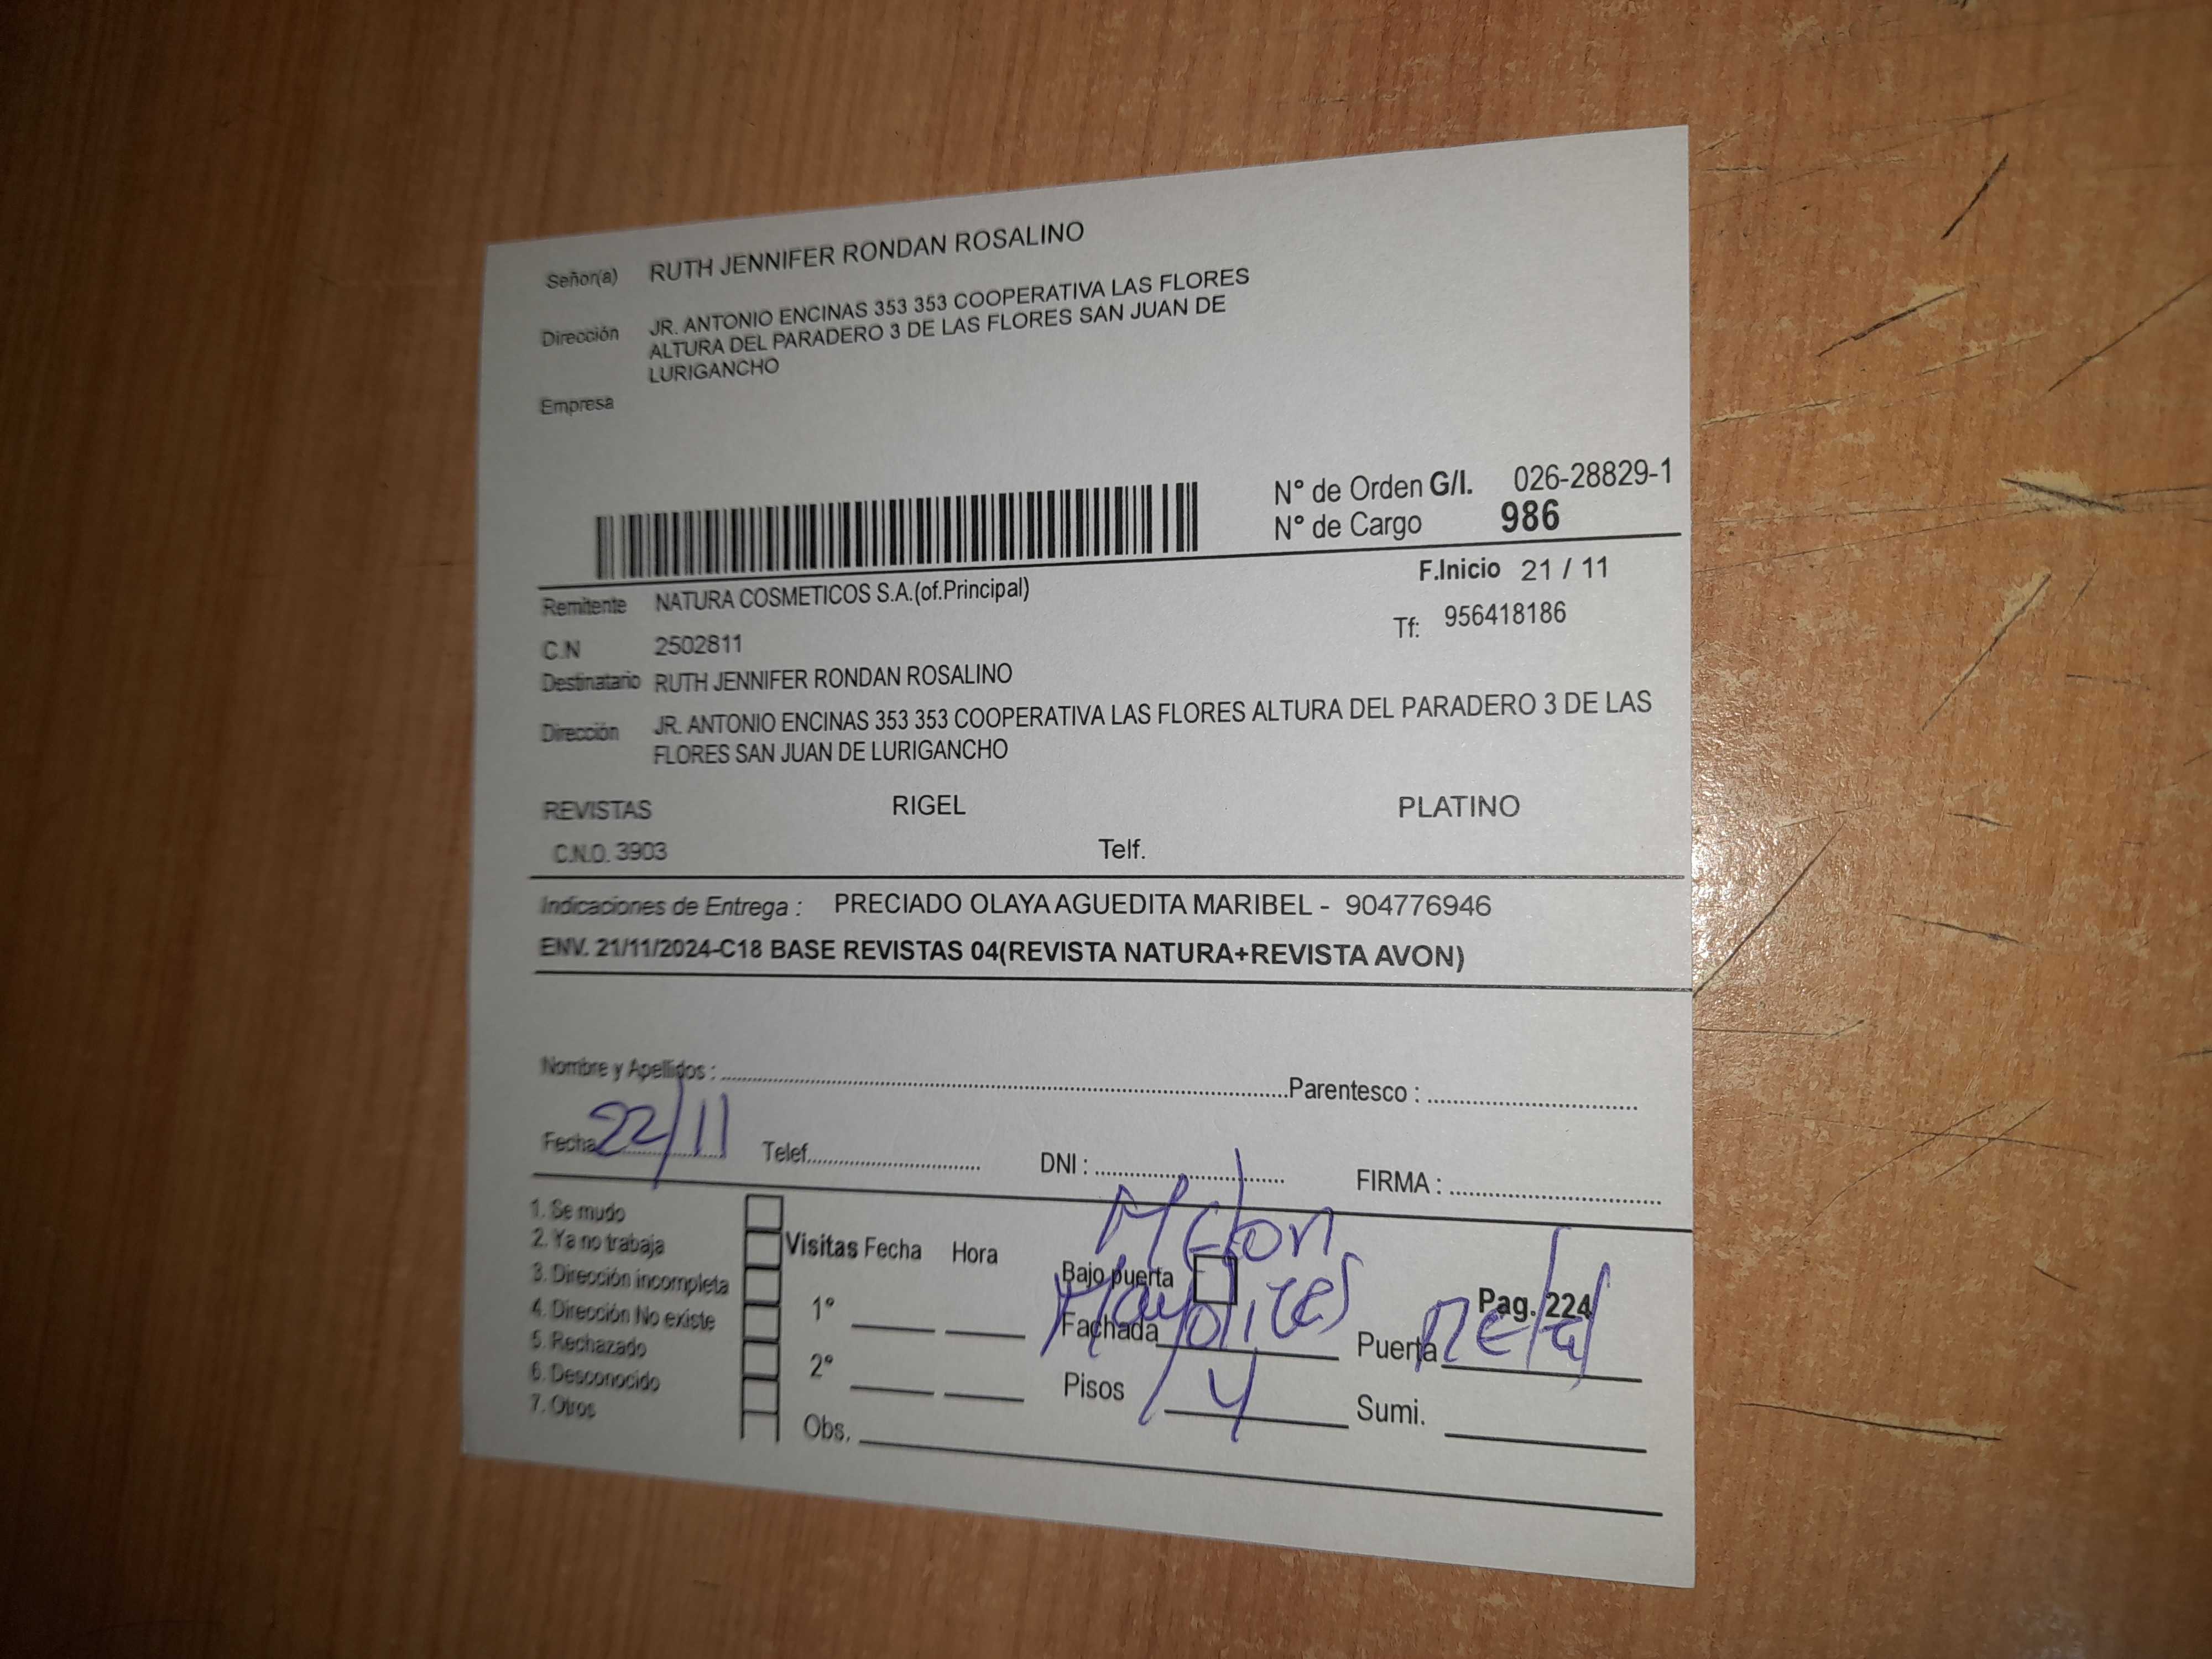 Señor(a) RUTH JENNIFER RONDAN ROSALINO
Dirección JR. ANTONIO ENCINAS 353 353 COOPERATIVA LAS FLORES
ALTURA DEL PARADERO 3 DE LAS FLORES SAN JUAN DE
LURIGANCHO
Empresa
N° de Orden G/I. 026-28829-1
N° de Cargo 986
F.Inicio 21 / 11
Remitente NATURA COSMETICOS S.A.(of.Principal)
Tf: 956418186
C.N 2502811
Destinatario RUTH JENNIFER RONDAN ROSALINO
Dirección JR. ANTONIO ENCINAS 353 353 COOPERATIVA LAS FLORES ALTURA DEL PARADERO 3 DE LAS
FLORES SAN JUAN DE LURIGANCHO
REVISTAS RIGEL PLATINO
C.N.O. 3903 Telf.
Indicaciones de Entrega : PRECIADO OLAYA AGUEDITA MARIBEL - 904776946
ENV. 21/11/2024-C18 BASE REVISTAS 04(REVISTA NATURA+REVISTA AVON)
Nombre y Apellidos : Parentesco :
Fecha 22/11 Telef. DNI : FIRMA :
1. Se mudo
2. Ya no trabaja
3. Dirección incompleta
4. Dirección No existe
5. Rechazado
6. Desconocido
7. Otros
Visitas Fecha Hora
1°
2°
Obs.
Bajo puerta
Fachada Mayolicas
Pisos 4
Pag. 224
Puerta metal
Sumi.